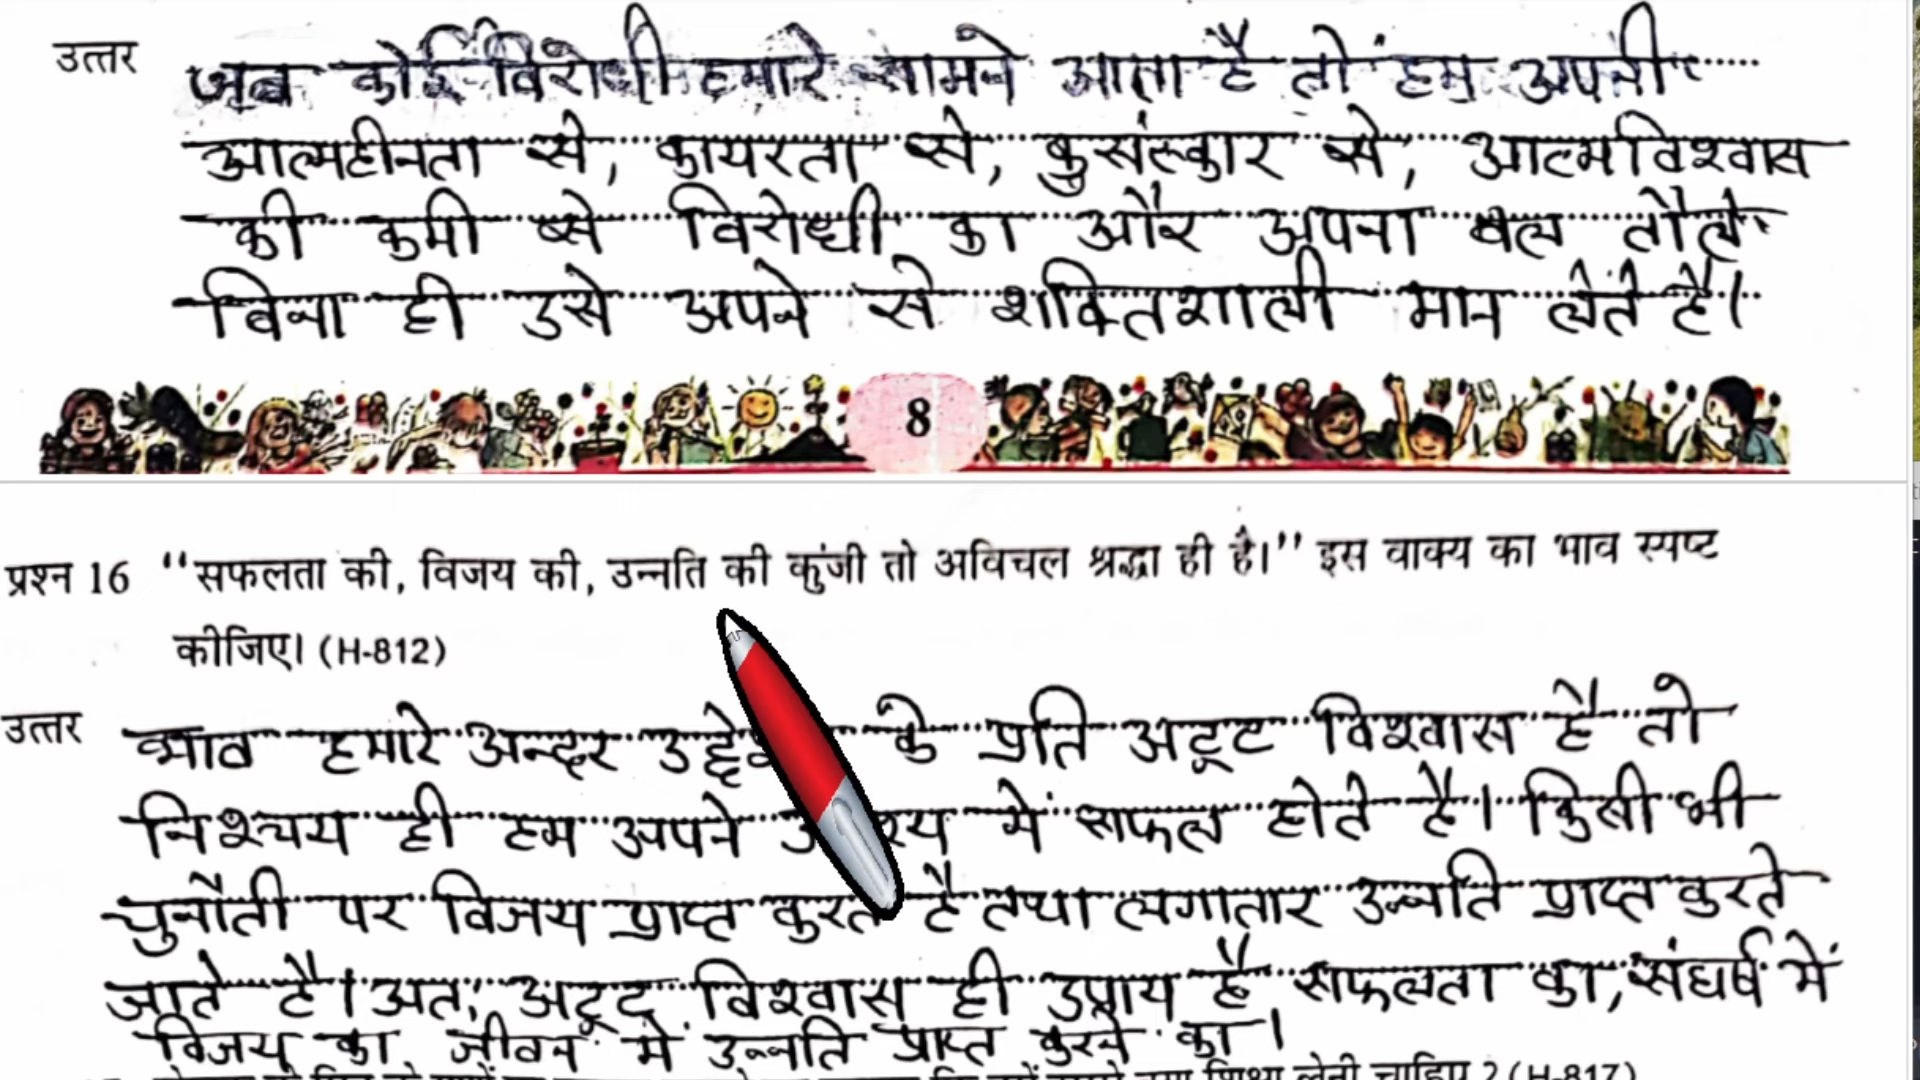 उत्तर जब कोई विरोधी हमारे सामने आता है तो हम अपनी
आत्महीनता से, कायरता से, कुसंस्कार से, आत्मविश्वास
की कमी से विरोधी का और अपना बल तौले
बिना ही उसे अपने से शक्तिशाली मान लेते है।
8
प्रश्न 16 “सफलता की, विजय की, उन्नति की कुंजी तो अविचल श्रद्धा ही है।” इस वाक्य का भाव स्पष्ट
कीजिए। (H-812)
उत्तर भाव हमारे अन्दर के प्रति अटूट विश्वास है तो
निश्चय ही हम अपने में सफल होते है। किसी भी
चुनौती पर विजय प्राप्त करते है तथा लगातार उन्नति प्राप्त करते
जाते है। अतः अटूट विश्वास ही उपाय है सफलता का, संघर्ष में
विजय का, जीवन में उन्नति प्राप्त करने का।
शिक्षा लेनी चाहिए ? (H-817)